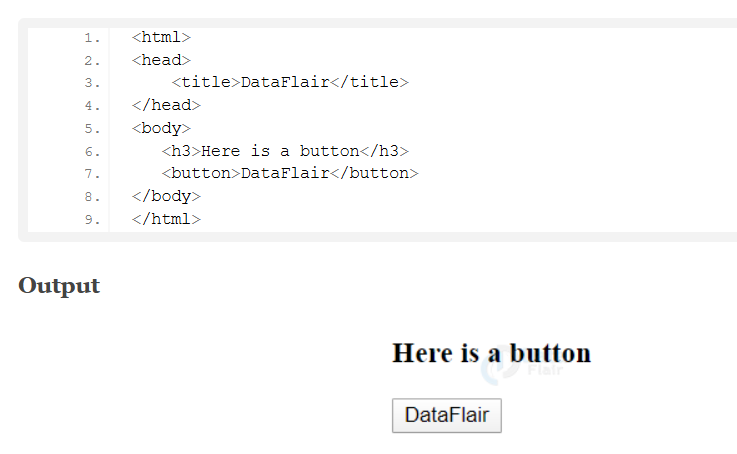 1. <html>
2. <head>
3.     <title>DataFlair</title>
4. </head>
5. <body>
6.    <h3>Here is a button</h3>
7.    <button>DataFlair</button>
8. </body>
9. </html>
Output
Here is a button
Flair
DataFlair